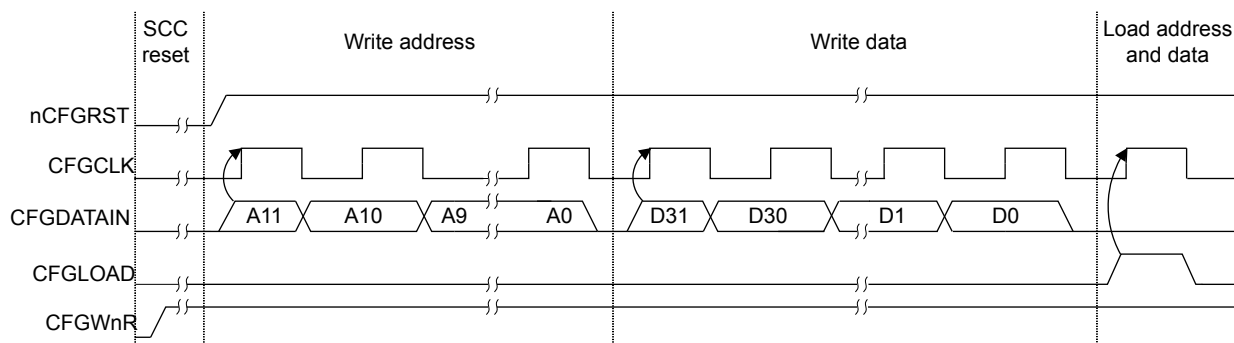 SCC
reset
Write address
Write data
Load address
and data
nCFGRST
CFGCLK
CFGDATAIN A11 A10 A9 A0 D31 D30 D1 D0
CFGLOAD
CFGWnR